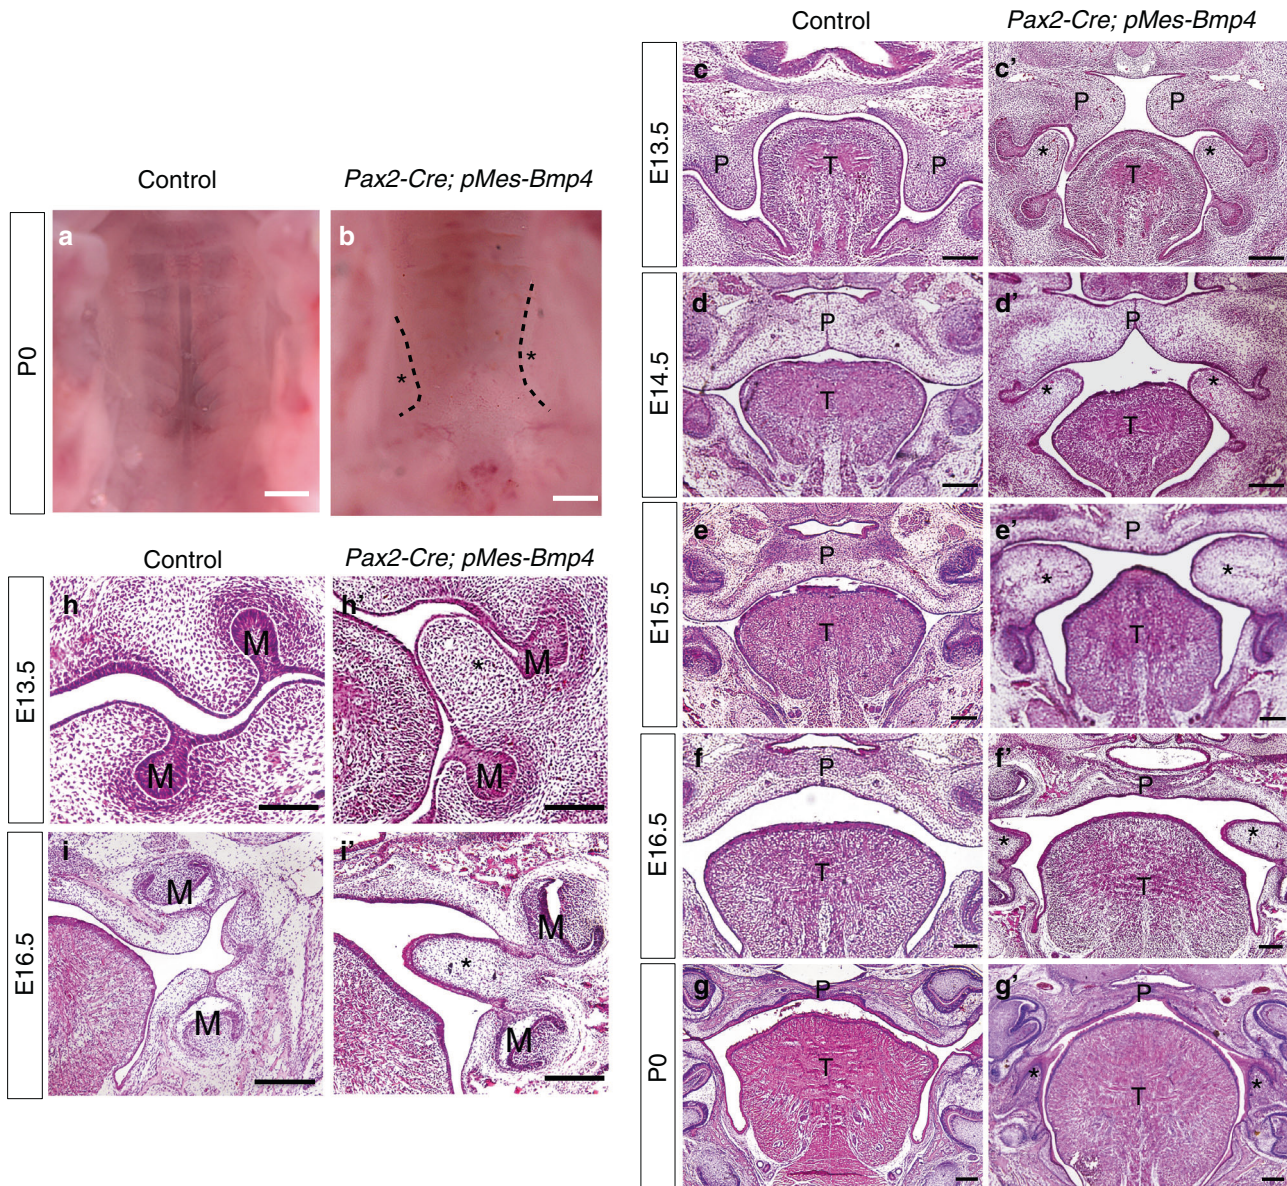 Control
Pax2-Cre; pMes-Bmp4
P0
a
b
*
*
Control
Pax2-Cre; pMes-Bmp4
E13.5
h
M
M
h'
*
M
M
E16.5
i
M
M
i'
*
M
M
Control
Pax2-Cre; pMes-Bmp4
E13.5
c
P
T
P
c'
P
P
*
*
T
E14.5
d
P
T
d'
P
*
*
T
E15.5
e
P
T
e'
P
*
*
T
E16.5
f
P
T
f'
P
*
*
T
P0
g
P
T
g'
P
*
*
T